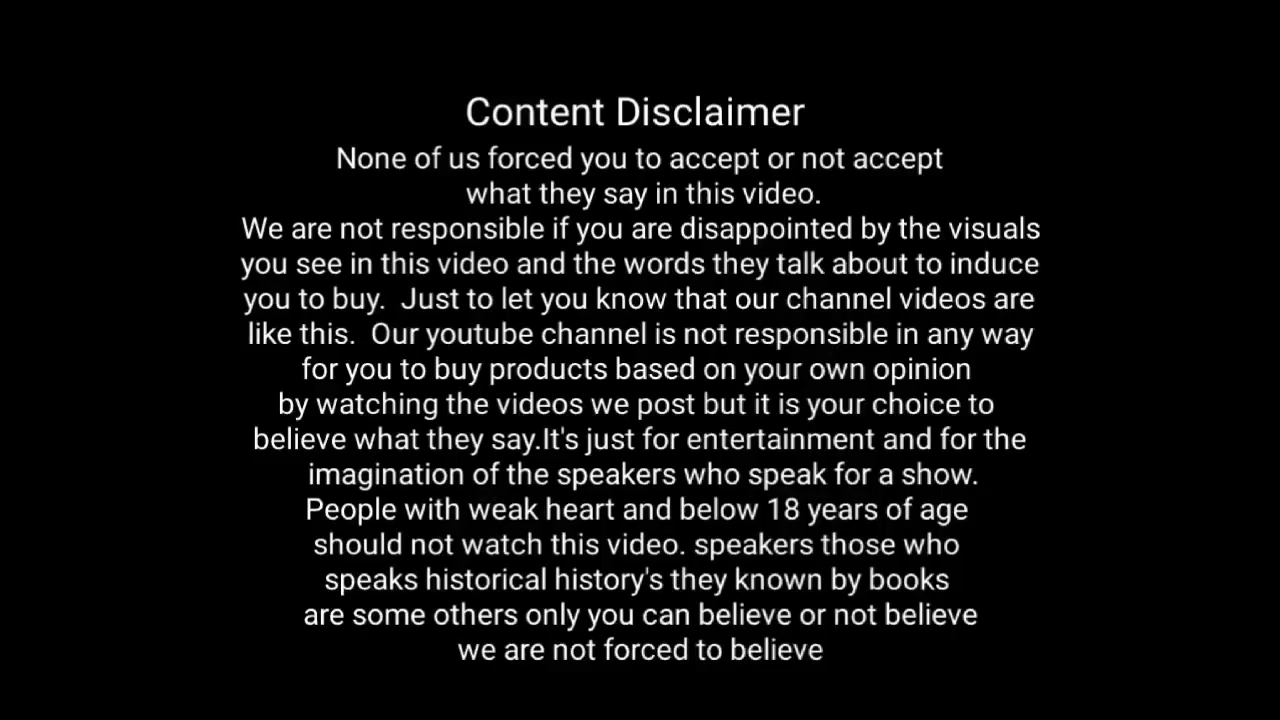 Content Disclaimer
None of us forced you to accept or not accept
what they say in this video.
We are not responsible if you are disappointed by the visuals
you see in this video and the words they talk about to induce
you to buy.  Just to let you know that our channel videos are
like this.  Our youtube channel is not responsible in any way
for you to buy products based on your own opinion
by watching the videos we post but it is your choice to
believe what they say.It's just for entertainment and for the
imagination of the speakers who speak for a show.
People with weak heart and below 18 years of age
should not watch this video. speakers those who
speaks historical history's they known by books
are some others only you can believe or not believe
we are not forced to believe